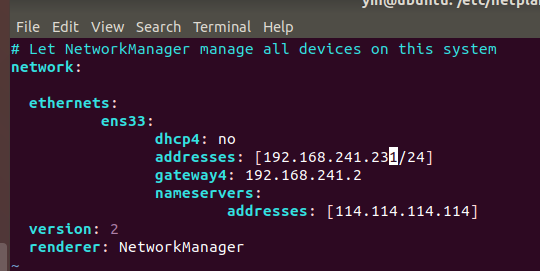 yin@ubuntu: /etc/netplan
File Edit View Search Terminal Help
# Let NetworkManager manage all devices on this system
network:
ethernets:
ens33:
dhcp4: no
addresses: [192.168.241.231/24]
gateway4: 192.168.241.2
nameservers:
addresses: [114.114.114.114]
version: 2
renderer: NetworkManager
~